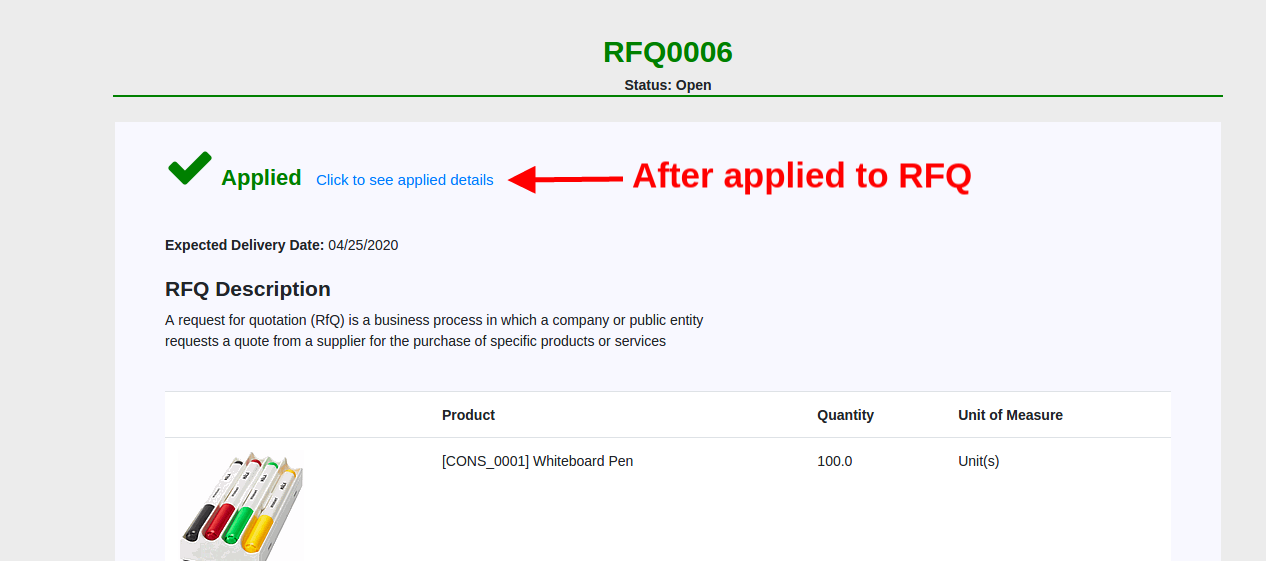 RFQ0006
Status: Open
Applied Click to see applied details After applied to RFQ
Expected Delivery Date: 04/25/2020
RFQ Description
A request for quotation (RfQ) is a business process in which a company or public entity
requests a quote from a supplier for the purchase of specific products or services
Product Quantity Unit of Measure
[CONS_0001] Whiteboard Pen 100.0 Unit(s)